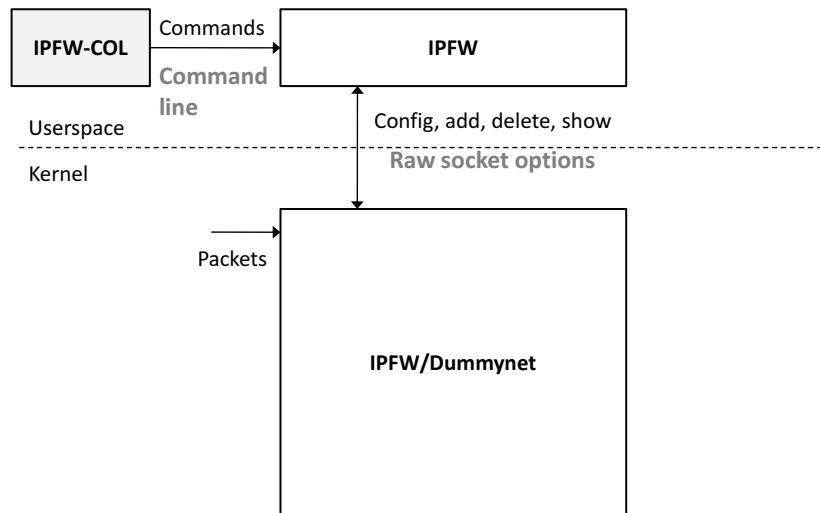 IPFW-COL
Commands
IPFW
Command
line
Config, add, delete, show
Userspace
Raw socket options
Kernel
Packets
IPFW/Dummynet